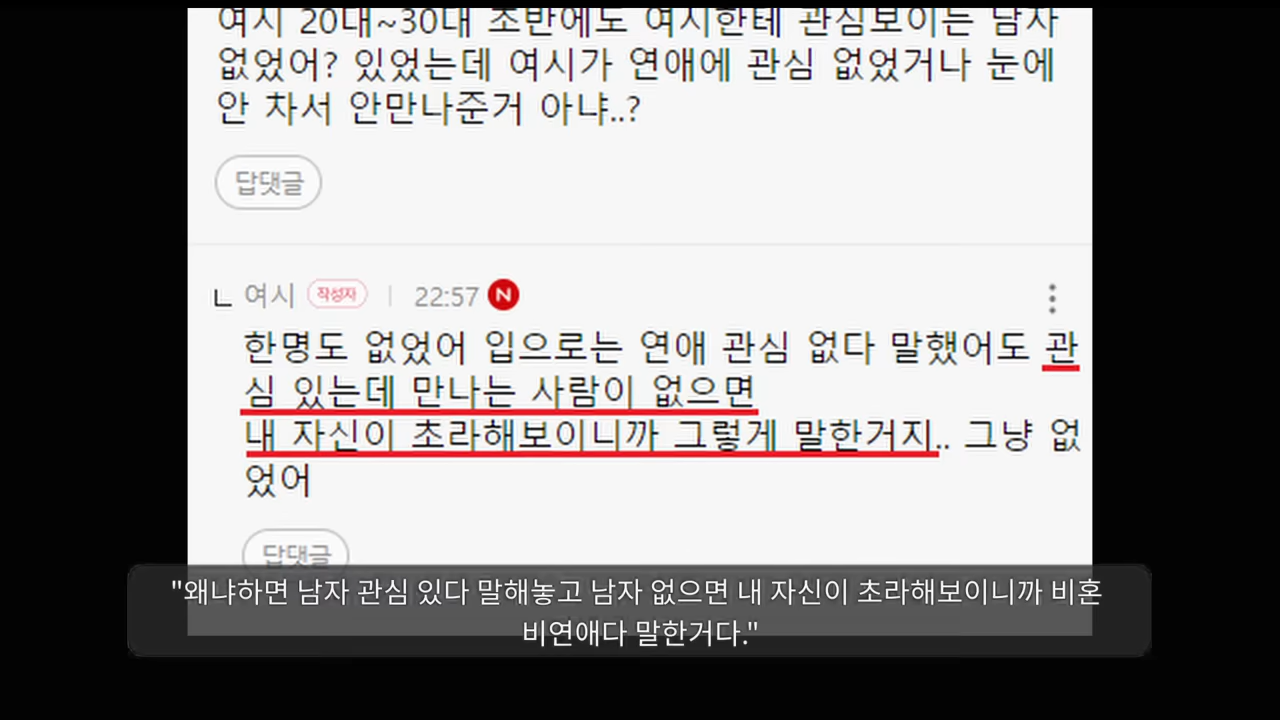 여시 20대~30대 초반에도 여시한테 관심보이는 남자
없었어? 있었는데 여시가 연애에 관심 없었거나 눈에
안 차서 안만나준거 아냐..?
답댓글
ㄴ 여시 작성자 | 22:57 N
한명도 없었어 입으로는 연애 관심 없다 말했어도 관
심 있는데 만나는 사람이 없으면
내 자신이 초라해보이니까 그렇게 말한거지.. 그냥 없
었어
답댓글
"왜냐하면 남자 관심 있다 말해놓고 남자 없으면 내 자신이 초라해보이니까 비혼
비연애다 말한거다."